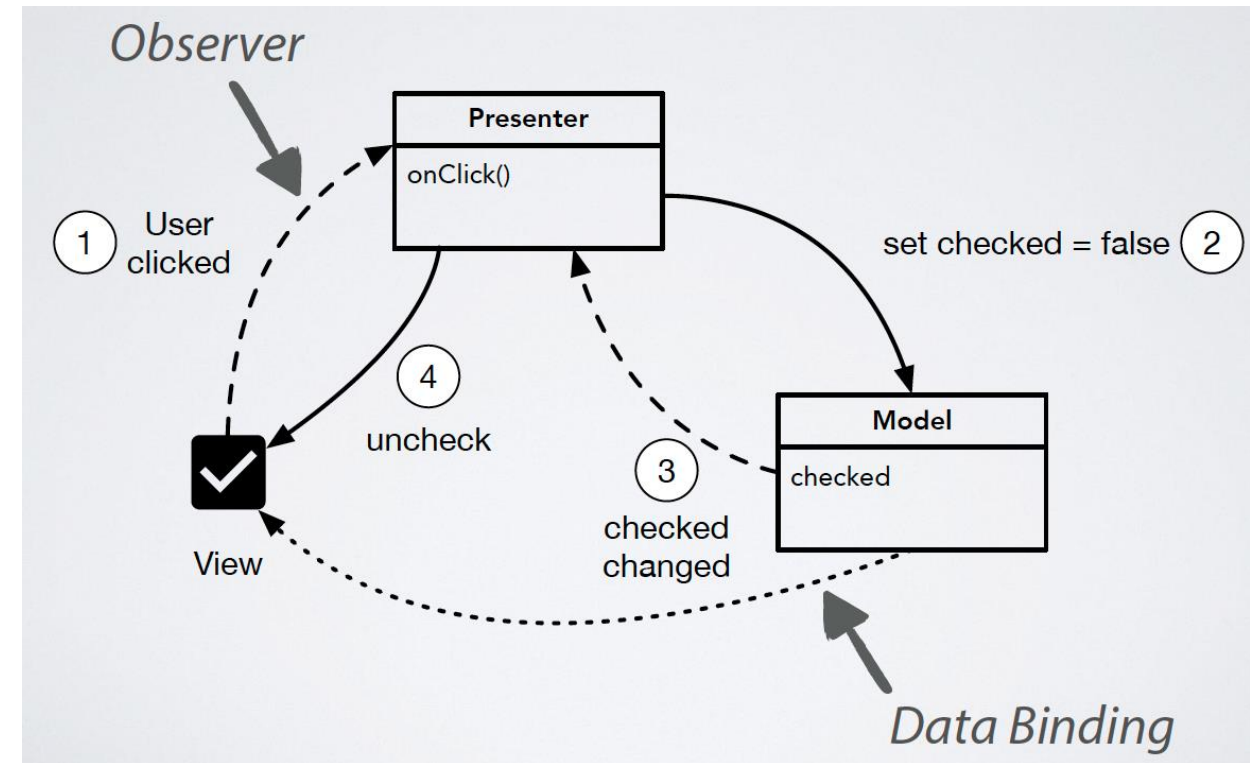 Observer
Presenter
onClick()
1
User
clicked
set checked = false
2
4
uncheck
Model
checked
3
checked
changed
View
Data Binding